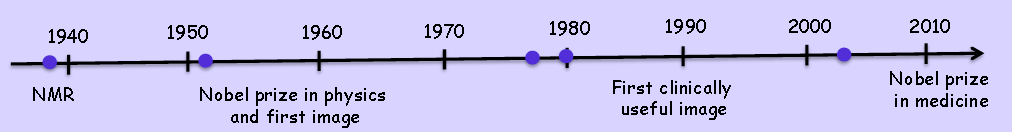 1940 1950 1960 1970 1980 1990 2000 2010
NMR
Nobel prize in physics
and first image
First clinically
useful image
Nobel prize
in medicine